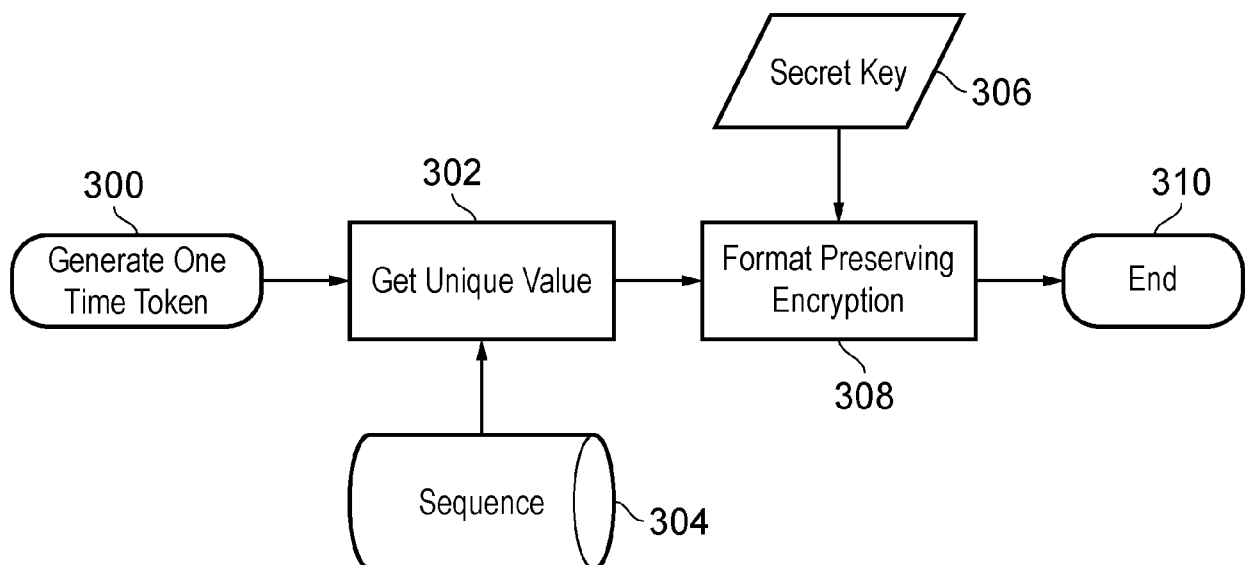 Secret Key
306
300
302
310
Generate One
Time Token
Get Unique Value
Format Preserving
Encryption
End
308
Sequence
304